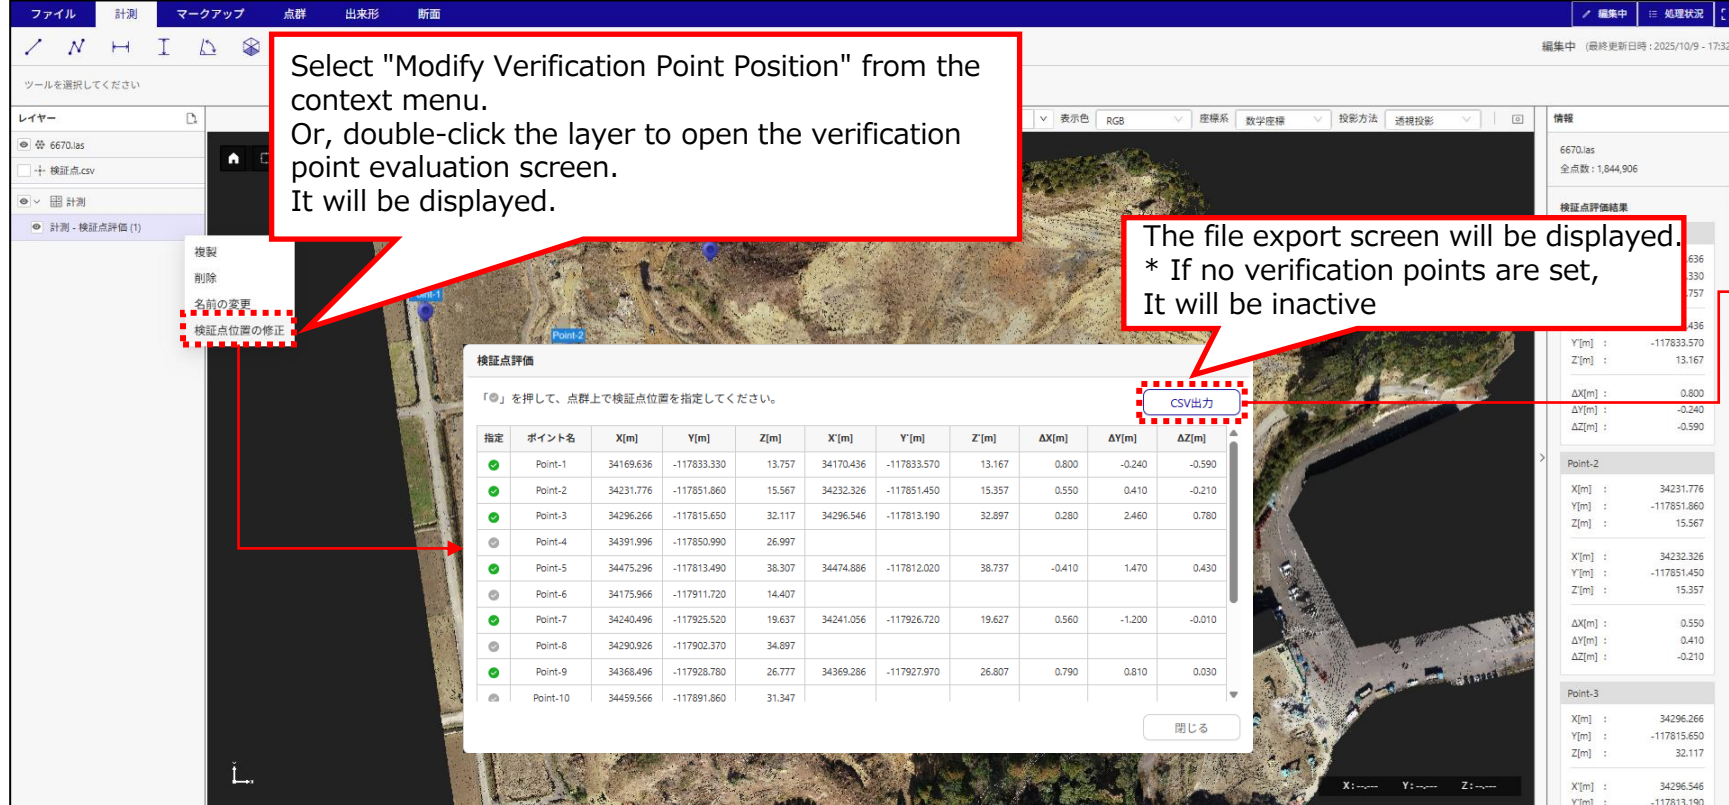 ファイル 計測 マークアップ 点群 出来形 断面
編集中 処理状況
編集中 (最終更新日時 : 2025/10/9 - 17:32
ツールを選択してください
Select "Modify Verification Point Position" from the
context menu.
Or, double-click the layer to open the verification
point evaluation screen.
It will be displayed.
レイヤー
6670.las
検証点.csv
計測
計測 - 検証点評価 (1)
複製
削除
名前の変更
検証点位置の修正
表示色 RGB 座標系 数学座標 投影方法 透視投影
The file export screen will be displayed.
* If no verification points are set,
It will be inactive
Point-1
Point-2
検証点評価
「」を押して、点群上で検証点位置を指定してください。
CSV出力
指定 ポイント名 X[m] Y[m] Z[m] X'[m] Y'[m] Z'[m] ΔX[m] ΔY[m] ΔZ[m]
Point-1 34169.636 -117833.330 13.757 34170.436 -117833.570 13.167 0.800 -0.240 -0.590
Point-2 34231.776 -117851.860 15.567 34232.326 -117851.450 15.357 0.550 0.410 -0.210
Point-3 34296.266 -117815.650 32.117 34296.546 -117813.190 32.897 0.280 2.460 0.780
Point-4 34391.996 -117850.990 26.997
Point-5 34475.296 -117813.490 38.307 34474.886 -117812.020 38.737 -0.410 1.470 0.430
Point-6 34175.966 -117911.720 14.407
Point-7 34240.496 -117925.520 19.637 34241.056 -117926.720 19.627 0.560 -1.200 -0.010
Point-8 34290.926 -117902.370 34.897
Point-9 34368.496 -117928.780 26.777 34369.286 -117927.970 26.807 0.790 0.810 0.030
Point-10 34459.566 -117891.860 31.347
閉じる
X : --.--- Y : --.--- Z : --.---
情報
6670.las
全点数 : 1,844,906
検証点評価結果
.636
.330
.757
.436
Y'[m] : -117833.570
Z'[m] : 13.167
ΔX[m] : 0.800
ΔY[m] : -0.240
ΔZ[m] : -0.590
Point-2
X[m] : 34231.776
Y[m] : -117851.860
Z[m] : 15.567
X'[m] : 34232.326
Y'[m] : -117851.450
Z'[m] : 15.357
ΔX[m] : 0.550
ΔY[m] : 0.410
ΔZ[m] : -0.210
Point-3
X[m] : 34296.266
Y[m] : -117815.650
Z[m] : 32.117
X'[m] : 34296.546
Y'[m] : -117813.190